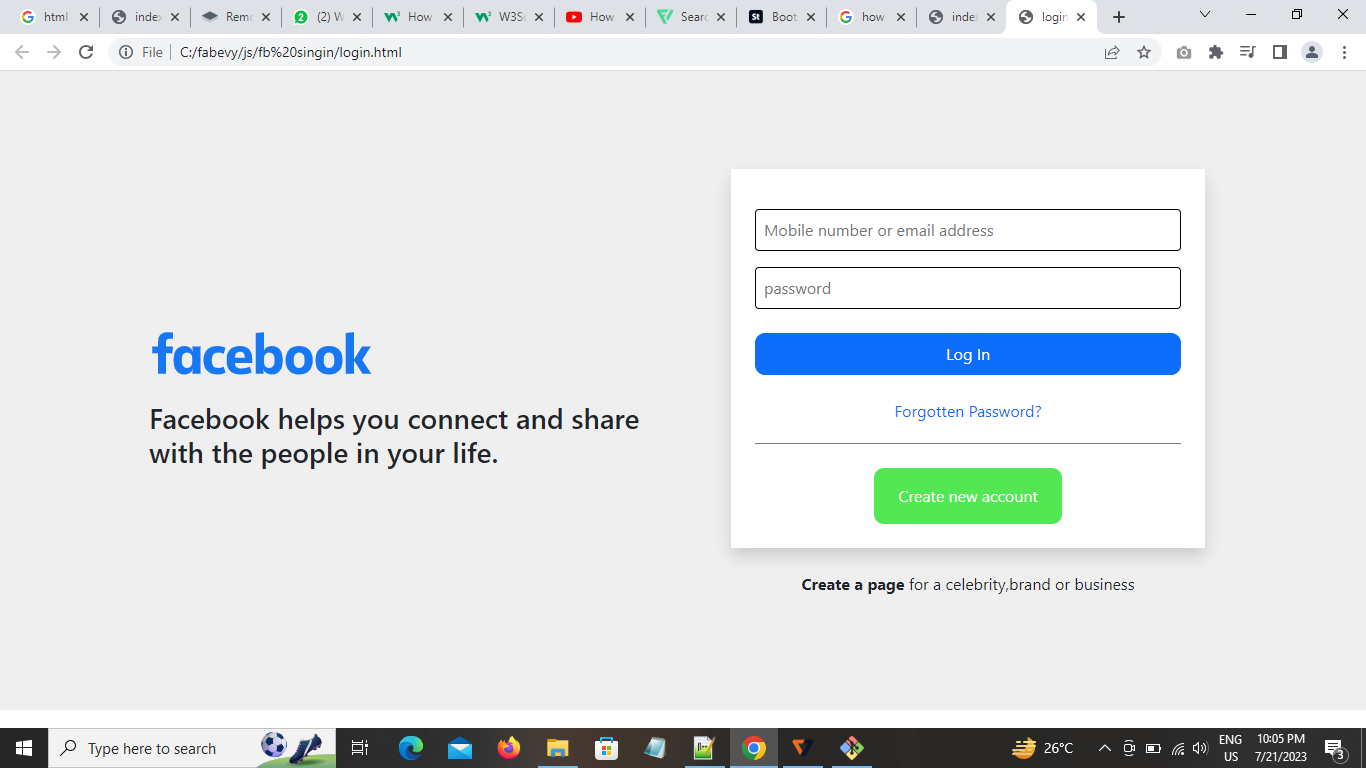 html
index
Remo
(2) W
How
W3Sc
How
Searc
Boot
how
index
login
File
C:/fabevy/js/fb%20singin/login.html
Mobile number or email address
password
Log In
Forgotten Password?
Create new account
Create a page for a celebrity,brand or business
facebook
Facebook helps you connect and share
with the people in your life.
Type here to search
26°C
ENG
US
10:05 PM
7/21/2023
3